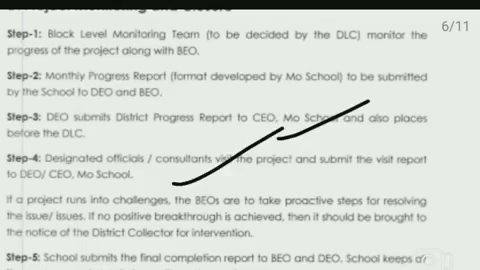 Project Monitoring and Closure
6/11
Step-1: Block Level Monitoring Team (to be decided by the DLC) monitor the
progress of the project along with BEO.
Step-2: Monthly Progress Report (format developed by Mo School) to be submitted
by the School to DEO and BEO.
Step-3: DEO submits District Progress Report to CEO, Mo School and also places
before the DLC.
Step-4: Designated officials / consultants visit the project and submit the visit report
to DEO/ CEO, Mo School.
If a project runs into challenges, the BEOs are to take proactive steps for resolving
the issue/ issues. If no positive breakthrough is achieved, then it should be brought to
the notice of the District Collector for intervention.
Step-5: School submits the final completion report to BEO and DEO. School keeps a